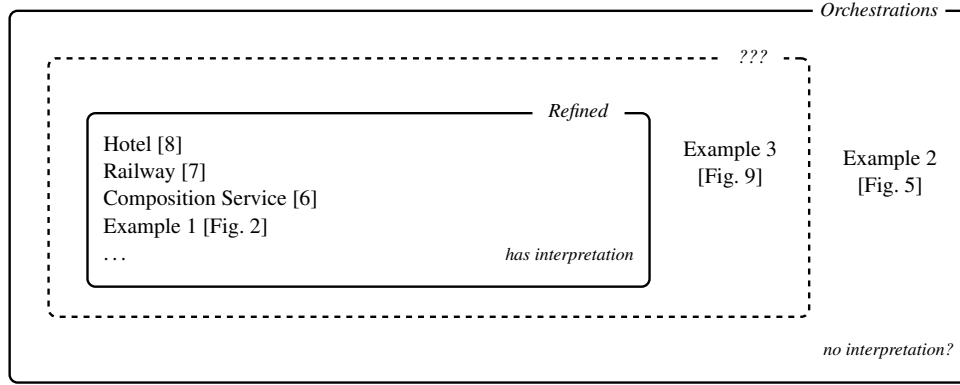 Orchestrations
???
Refined
Hotel [8]
Railway [7]
Composition Service [6]
Example 1 [Fig. 2]
...
has interpretation
Example 3
[Fig. 9]
Example 2
[Fig. 5]
no interpretation?